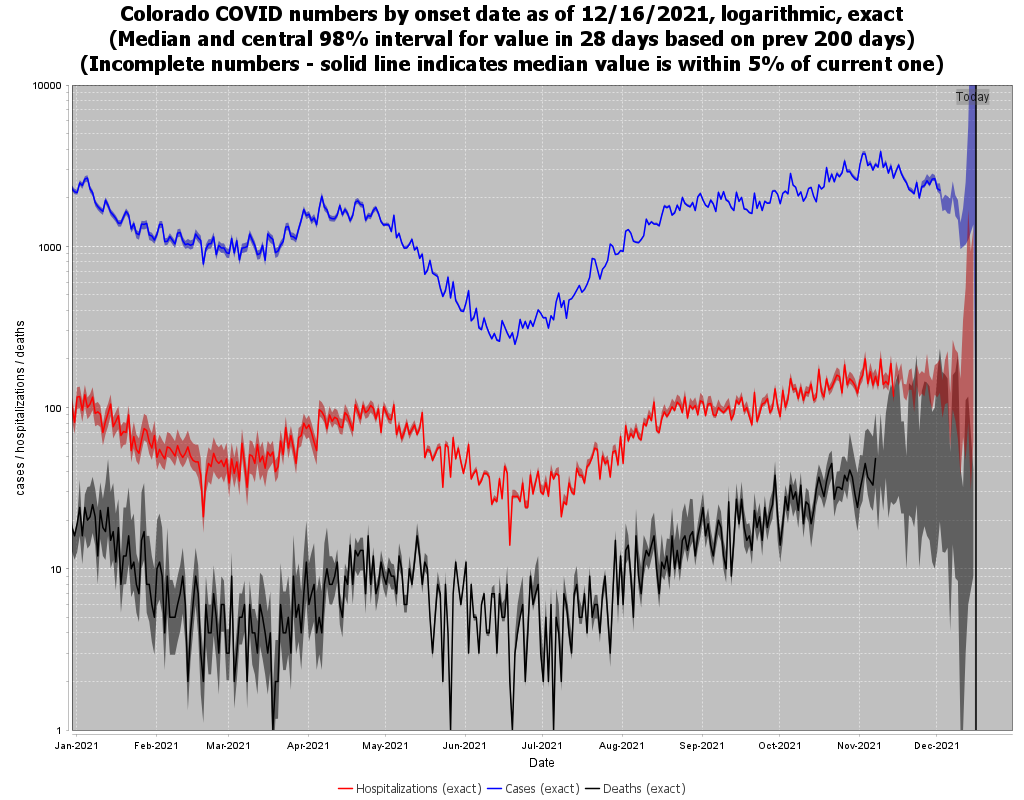 Colorado COVID numbers by onset date as of 12/16/2021, logarithmic, exact
(Median and central 98% interval for value in 28 days based on prev 200 days)
(Incomplete numbers - solid line indicates median value is within 5% of current one)
Today
10000
1000
100
10
1
cases / hospitalizations / deaths
Jan-2021 Feb-2021 Mar-2021 Apr-2021 May-2021 Jun-2021 Jul-2021 Aug-2021 Sep-2021 Oct-2021 Nov-2021 Dec-2021
Date
Hospitalizations (exact) Cases (exact) Deaths (exact)